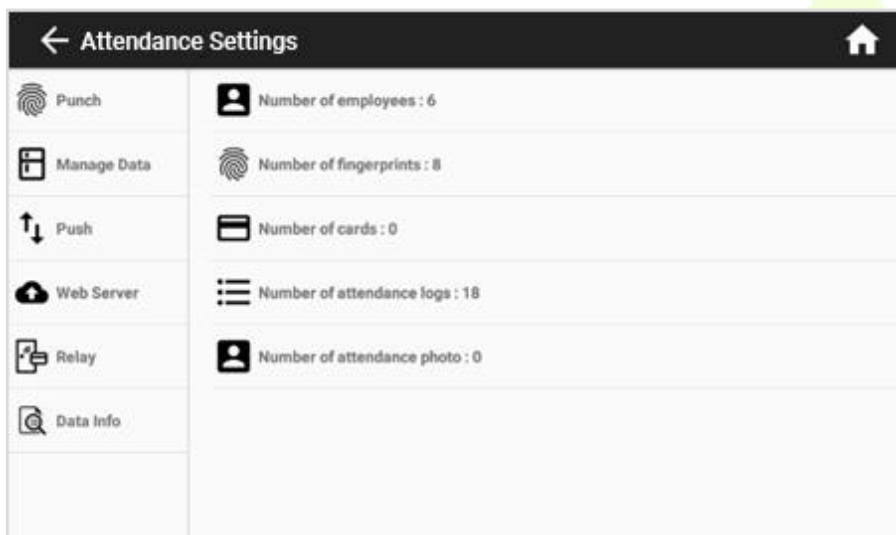 Attendance Settings
Punch
Manage Data
Push
Web Server
Relay
Data Info
Number of employees : 6
Number of fingerprints : 8
Number of cards : 0
Number of attendance logs : 18
Number of attendance photo : 0